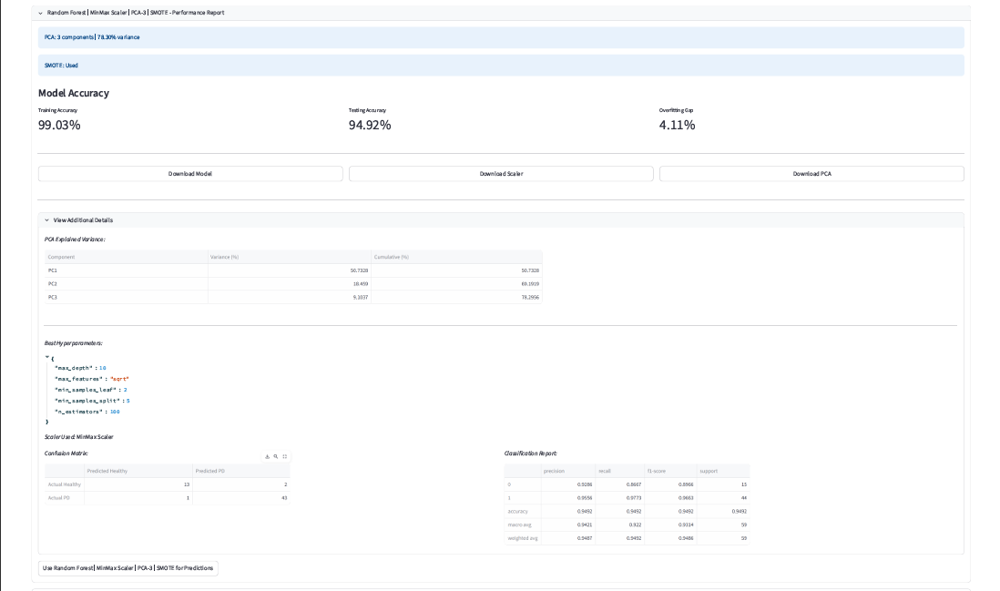 Random Forest | MinMax Scaler | PCA-3 | SMOTE - Performance Report
PCA: 3 components | 78.30% variance
SMOTE: Used
Model Accuracy
Training Accuracy Testing Accuracy Overfitting Gap
99.03% 94.92% 4.11%
Download Model Download Scaler Download PCA
View Additional Details
PCA Explained Variance:
Component Variance (%) Cumulative (%)
PC1 50.7328 50.7328
PC2 18.459 69.1919
PC3 9.1037 78.2956
Best Hyperparameters:
{
"max_depth" : 10
"max_features" : "sqrt"
"min_samples_leaf" : 2
"min_samples_split" : 5
"n_estimators" : 100
}
Scaler Used: MinMax Scaler
Confusion Matrix: Classification Report:
Predicted Healthy Predicted PD
Actual Healthy 13 2
Actual PD 1 43
precision recall f1-score support
0 0.9286 0.8667 0.8966 15
1 0.9556 0.9773 0.9663 44
accuracy 0.9492 0.9492 0.9492 0.9492
macro avg 0.9421 0.922 0.9314 59
weighted avg 0.9487 0.9492 0.9486 59
Use Random Forest | MinMax Scaler | PCA-3 | SMOTE for Predictions